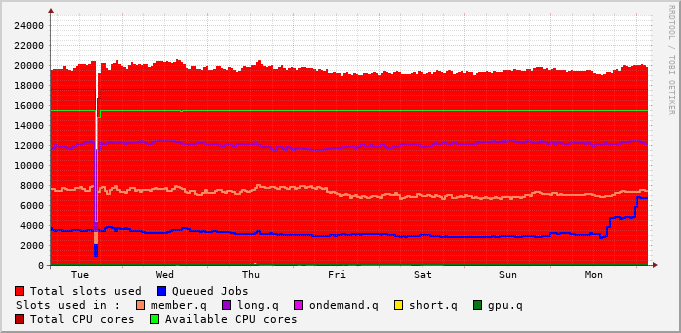 24000
22000
20000
18000
16000
14000
12000
10000
8000
6000
4000
2000
0
Tue Wed Thu Fri Sat Sun Mon
Total slots used Queued Jobs
Slots used in : member.q long.q ondemand.q short.q gpu.q
Total CPU cores Available CPU cores
RRDTOOL / TOBI OETIKER